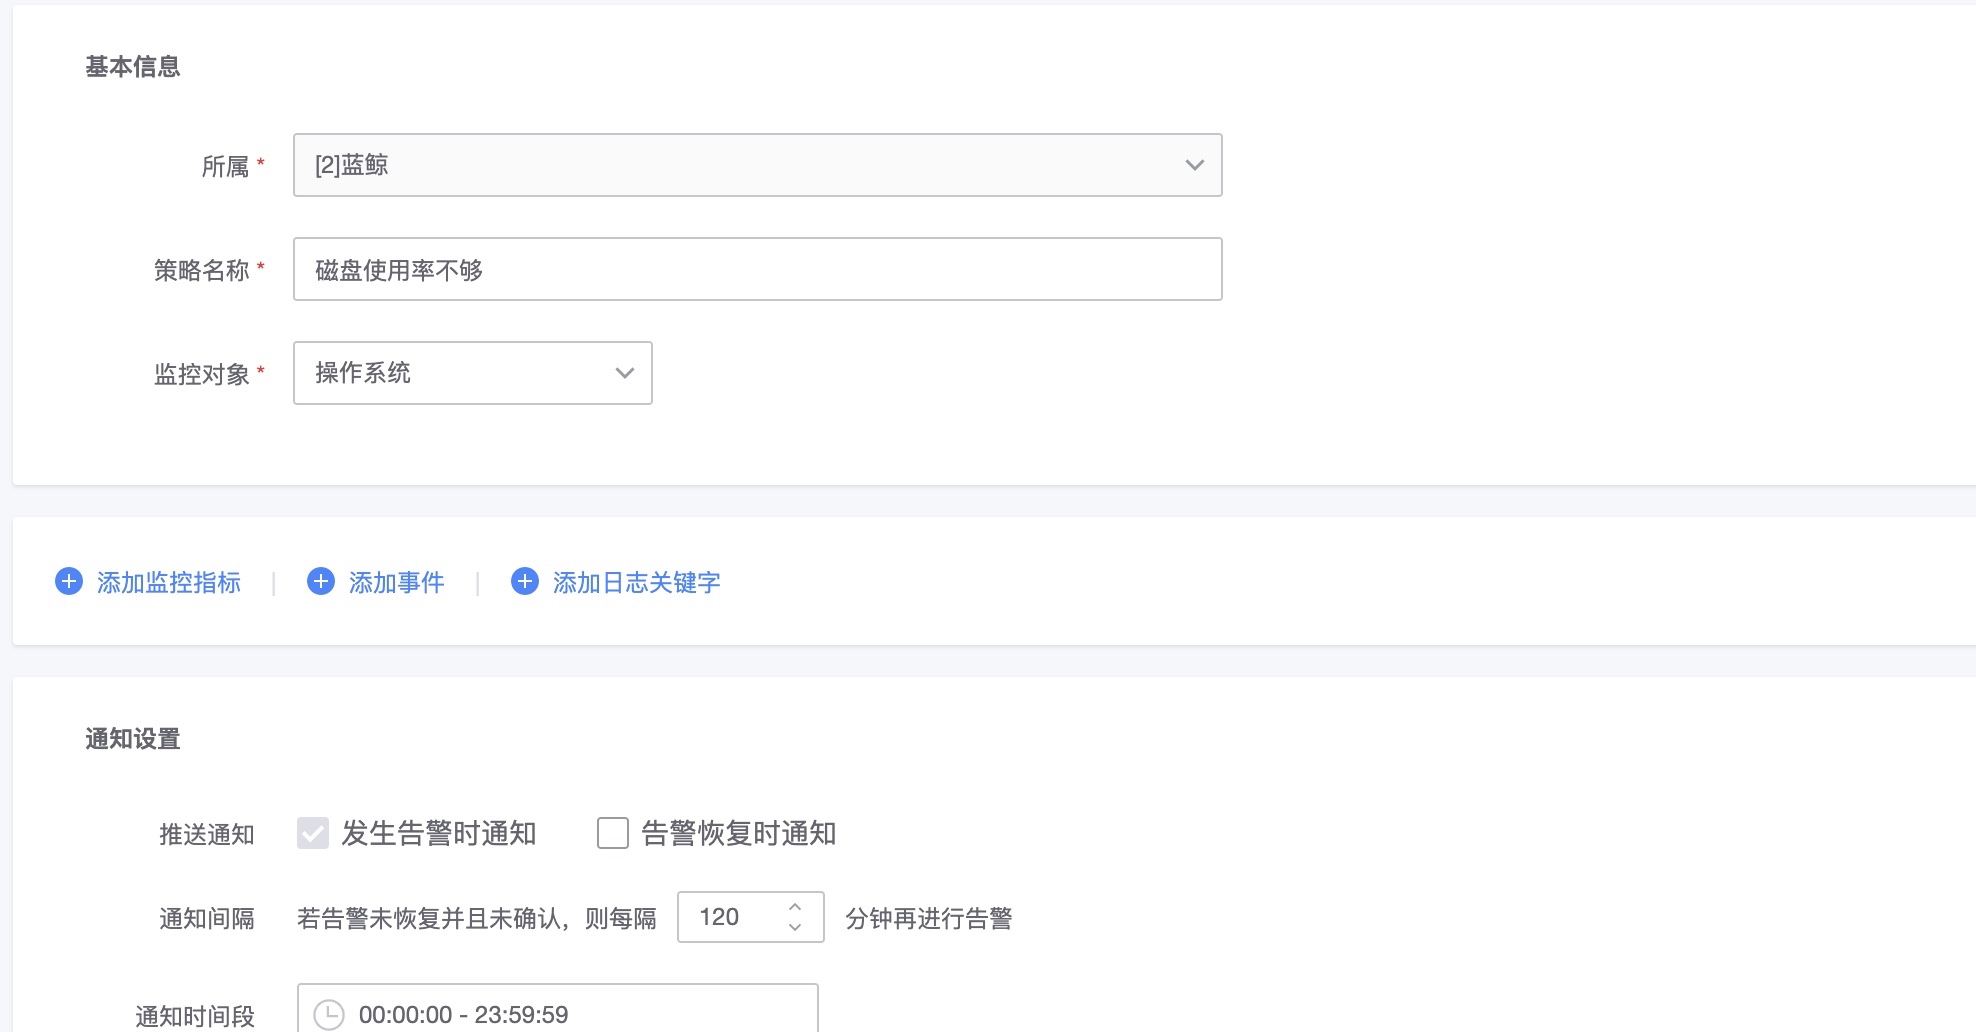 基本信息
所属 *
[2]蓝鲸
策略名称 *
磁盘使用率不够
监控对象 *
操作系统
添加监控指标 | 添加事件 | 添加日志关键字
通知设置
推送通知 发生告警时通知 告警恢复时通知
通知间隔 若告警未恢复并且未确认，则每隔 120 分钟再进行告警
通知时间段 00:00:00 - 23:59:59